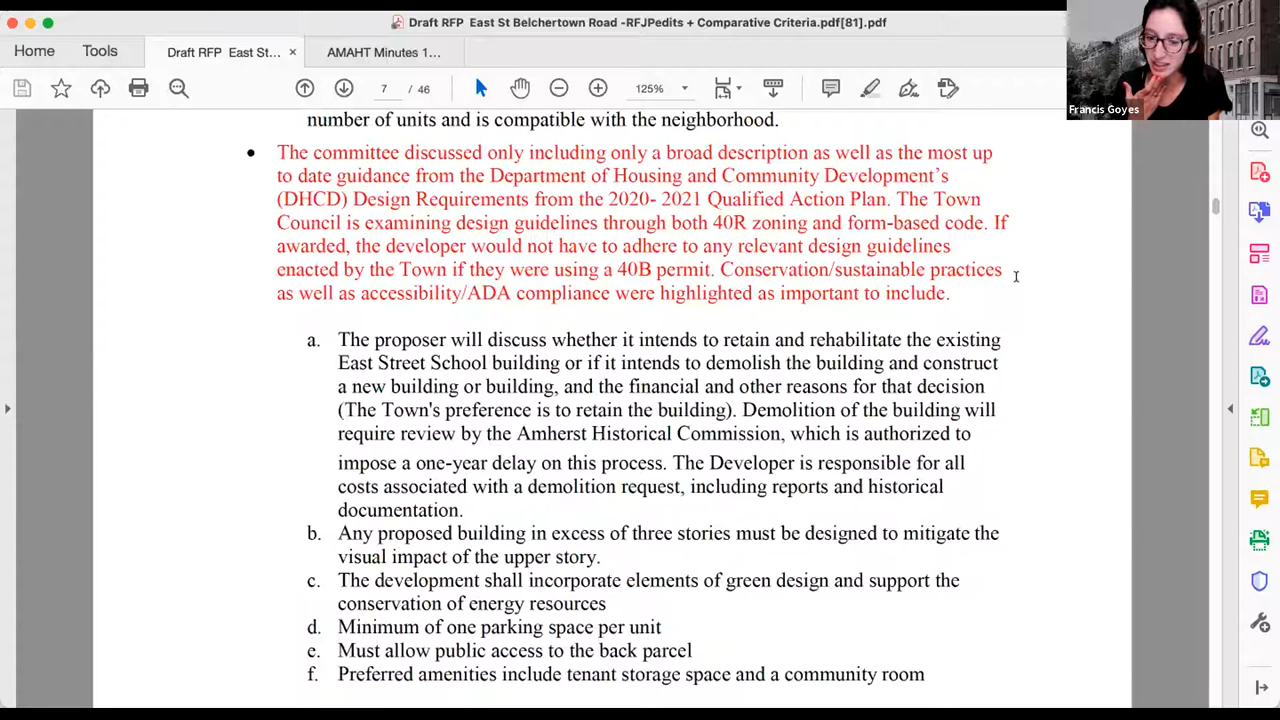 Draft RFP East St Belchertown Road -RFJPedits + Comparative Criteria.pdf[81].pdf
Home Tools Draft RFP East St... × AMAHT Minutes 1...
7 / 46 125%
Francis Goyes
number of units and is compatible with the neighborhood.
• The committee discussed only including only a broad description as well as the most up
to date guidance from the Department of Housing and Community Development's
(DHCD) Design Requirements from the 2020- 2021 Qualified Action Plan. The Town
Council is examining design guidelines through both 40R zoning and form-based code. If
awarded, the developer would not have to adhere to any relevant design guidelines
enacted by the Town if they were using a 40B permit. Conservation/sustainable practices
as well as accessibility/ADA compliance were highlighted as important to include.
a. The proposer will discuss whether it intends to retain and rehabilitate the existing
East Street School building or if it intends to demolish the building and construct
a new building or building, and the financial and other reasons for that decision
(The Town's preference is to retain the building). Demolition of the building will
require review by the Amherst Historical Commission, which is authorized to
impose a one-year delay on this process. The Developer is responsible for all
costs associated with a demolition request, including reports and historical
documentation.
b. Any proposed building in excess of three stories must be designed to mitigate the
visual impact of the upper story.
c. The development shall incorporate elements of green design and support the
conservation of energy resources
d. Minimum of one parking space per unit
e. Must allow public access to the back parcel
f. Preferred amenities include tenant storage space and a community room